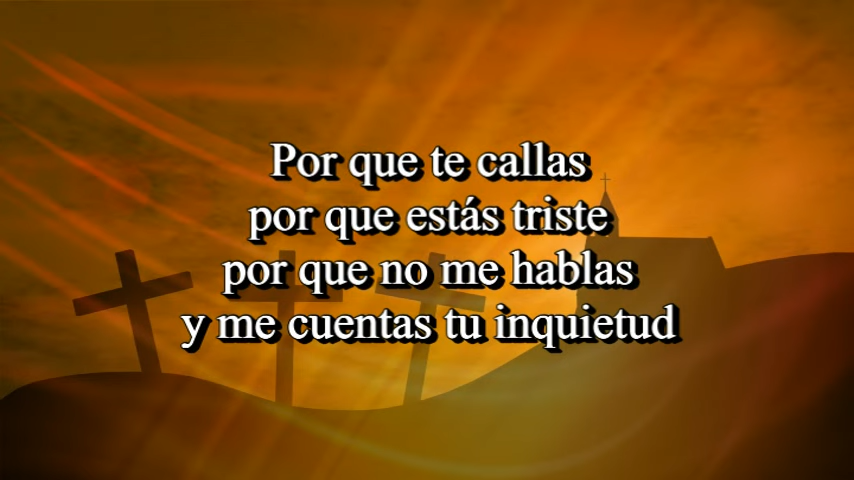 Por que te callas
por que estás triste
por que no me hablas
y me cuentas tu inquietud